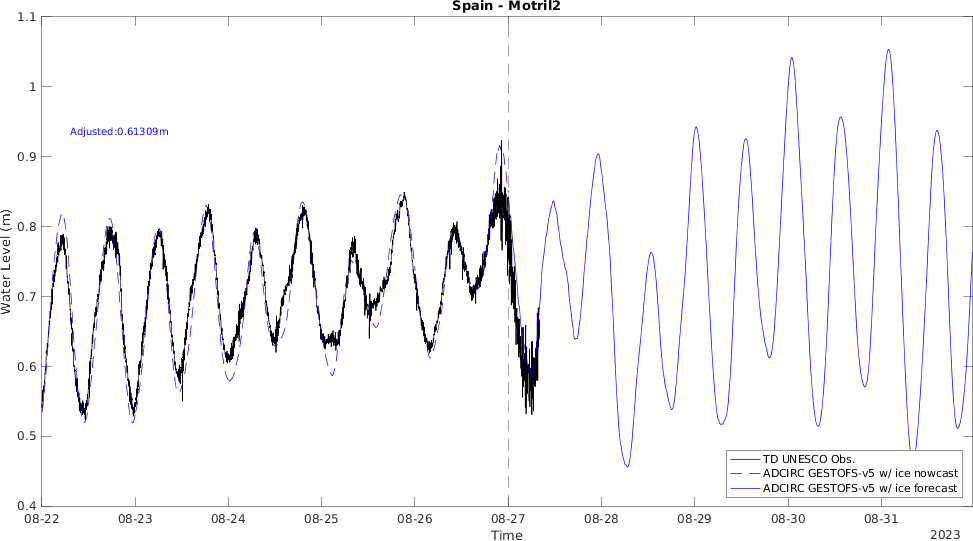 Spain - Motril2
1.1
1
0.9
0.8
0.7
0.6
0.5
0.4
Water Level (m)
Adjusted:0.61309m
TD UNESCO Obs.
ADCIRC GESTOFS-v5 w/ ice nowcast
ADCIRC GESTOFS-v5 w/ ice forecast
08-22 08-23 08-24 08-25 08-26 08-27 08-28 08-29 08-30 08-31
Time
2023